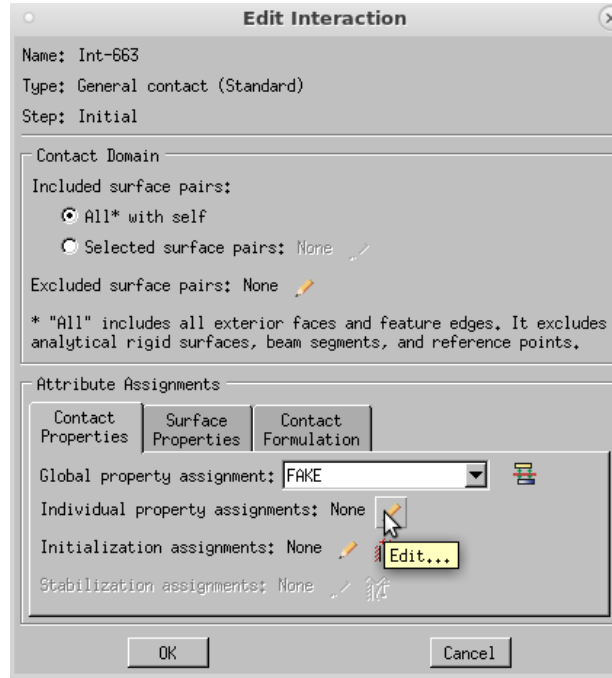 Edit Interaction
Name: Int-663
Type: General contact (Standard)
Step: Initial
Contact Domain
Included surface pairs:
All* with self
Selected surface pairs: None
Excluded surface pairs: None
* "All" includes all exterior faces and feature edges. It excludes
analytical rigid surfaces, beam segments, and reference points.
Attribute Assignments
Contact Properties
Surface Properties
Contact Formulation
Global property assignment: FAKE
Individual property assignments: None
Initialization assignments: None
Edit...
Stabilization assignments: None
OK
Cancel